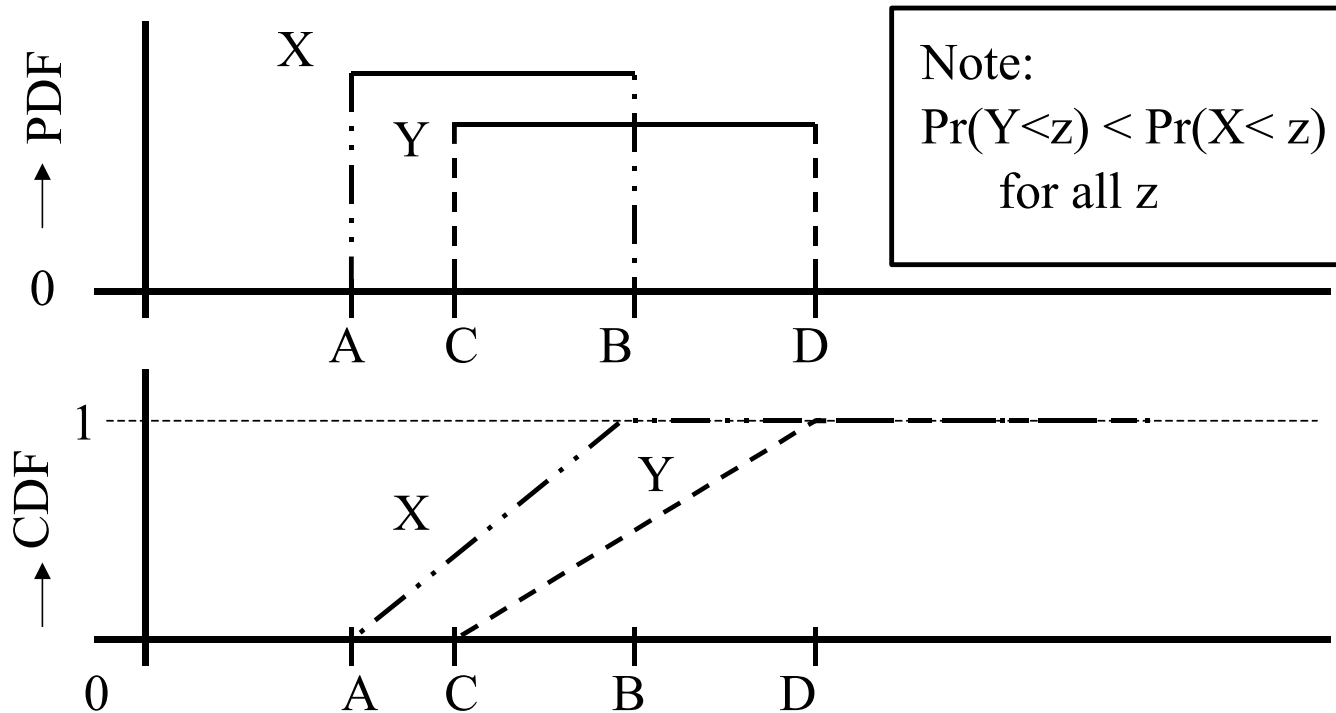 X
Note:
Pr(Y<z) < Pr(X< z)
for all z
→ PDF
Y
0
A C B D
1
Y
X
→ CDF
0 A C B D